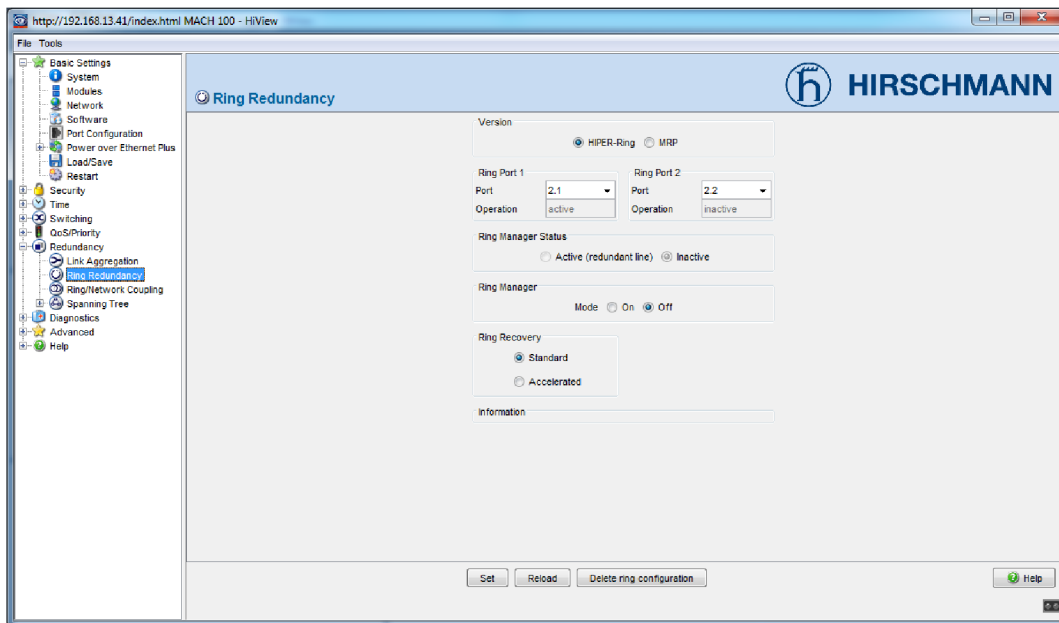 http://192.168.13.41/index.html MACH 100 - HiView
File Tools
Basic Settings
System
Modules
Network
Software
Port Configuration
Power over Ethernet Plus
Load/Save
Restart
Security
Time
Switching
QoS/Priority
Redundancy
Link Aggregation
Ring Redundancy
Ring/Network Coupling
Spanning Tree
Diagnostics
Advanced
Help
Ring Redundancy
HIRSCHMANN
Version
HIPER-Ring MRP
Ring Port 1 Ring Port 2
Port 2.1 Port 2.2
Operation active Operation inactive
Ring Manager Status
Active (redundant line) Inactive
Ring Manager
Mode On Off
Ring Recovery
Standard
Accelerated
Information
Set Reload Delete ring configuration Help